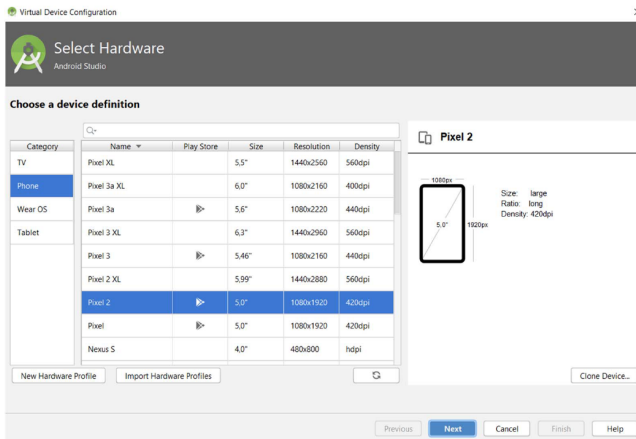 Virtual Device Configuration
Select Hardware
Android Studio
Choose a device definition
Category Name Play Store Size Resolution Density
TV
Phone
Wear OS
Tablet
Pixel XL 5,5" 1440x2560 560dpi
Pixel 3a XL 6,0" 1080x2160 400dpi
Pixel 3a 5,6" 1080x2220 440dpi
Pixel 3 XL 6,3" 1440x2960 560dpi
Pixel 3 5,46" 1080x2160 440dpi
Pixel 2 XL 5,99" 1440x2880 560dpi
Pixel 2 5,0" 1080x1920 420dpi
Pixel 5,0" 1080x1920 420dpi
Nexus S 4,0" 480x800 hdpi
New Hardware Profile Import Hardware Profiles
Pixel 2
1080px
5,0"
1920px
Size: large
Ratio: long
Density: 420dpi
Clone Device...
Previous Next Cancel Finish Help